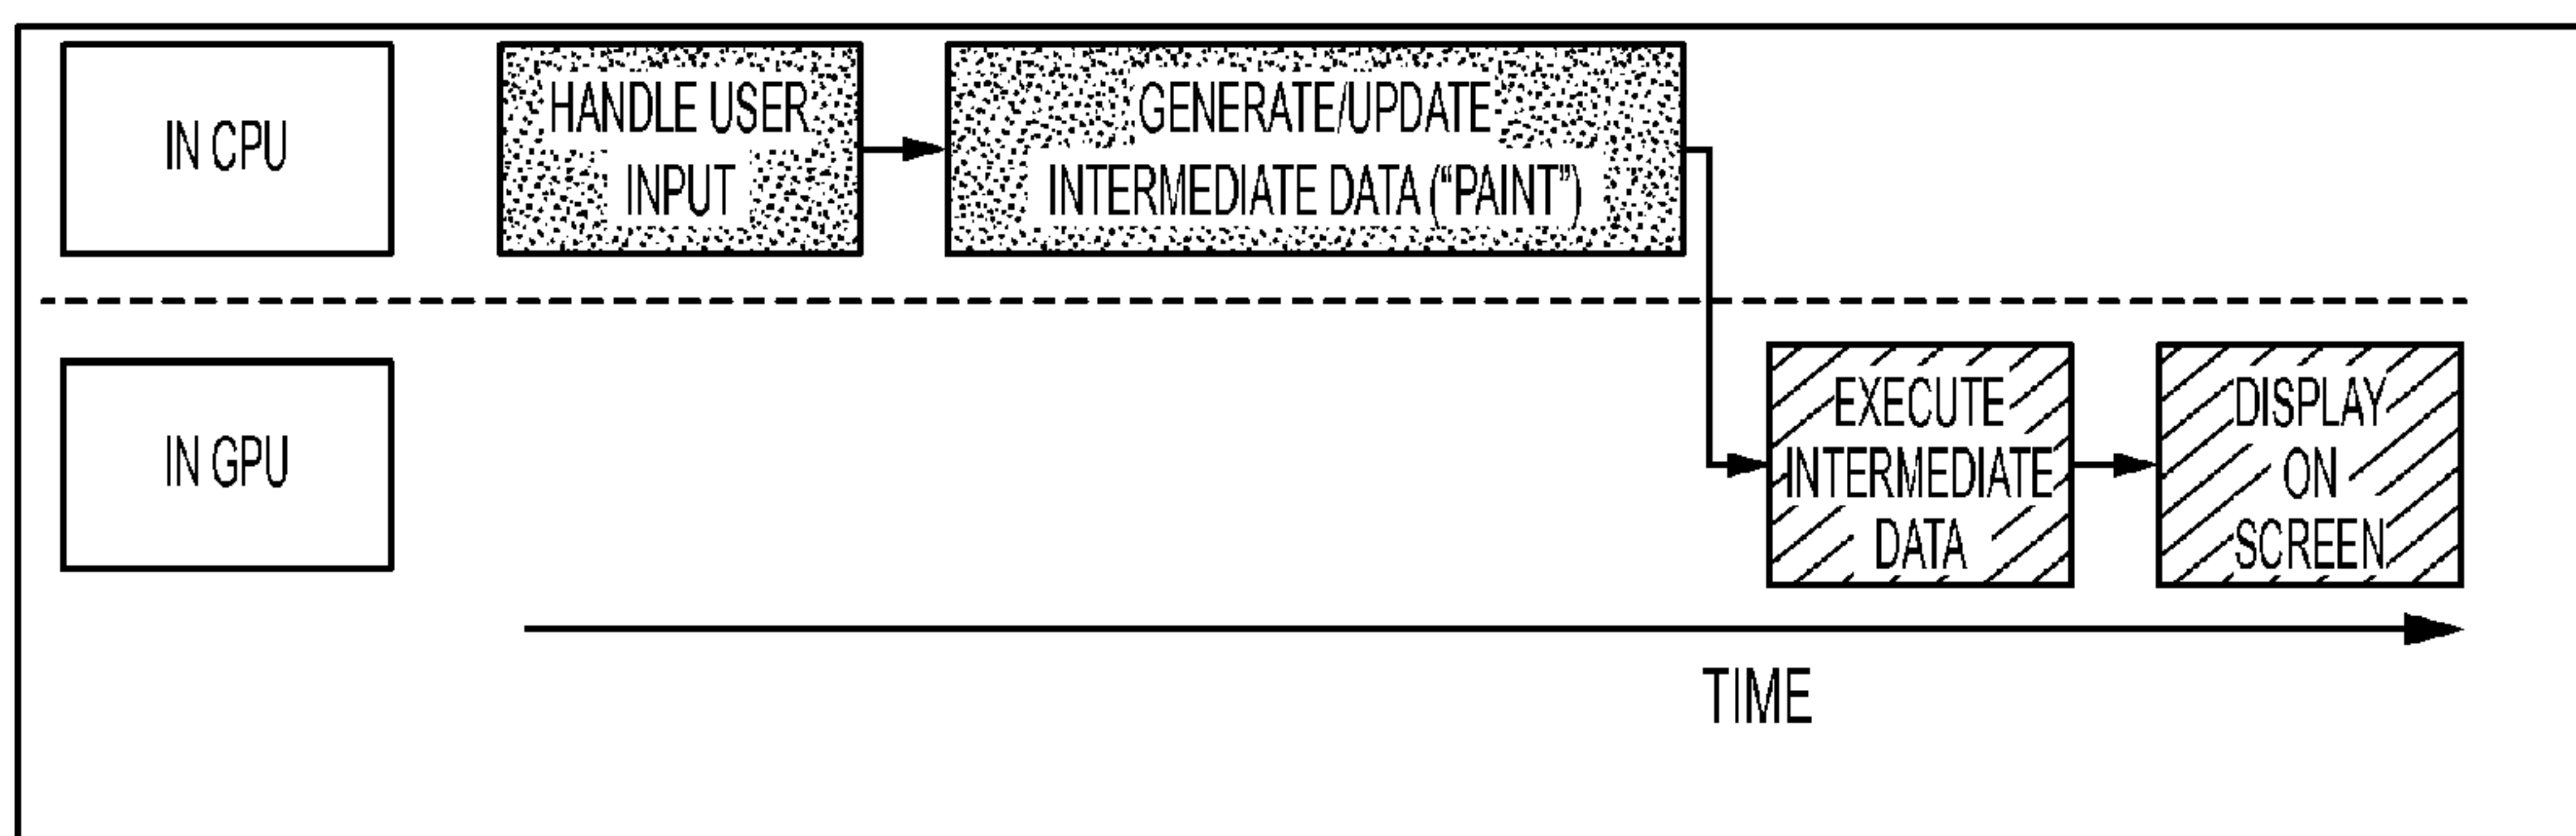 IN CPU
HANDLE USER
INPUT
GENERATE/UPDATE
INTERMEDIATE DATA (“PAINT”)
IN GPU
EXECUTE
INTERMEDIATE
DATA
DISPLAY
ON
SCREEN
TIME